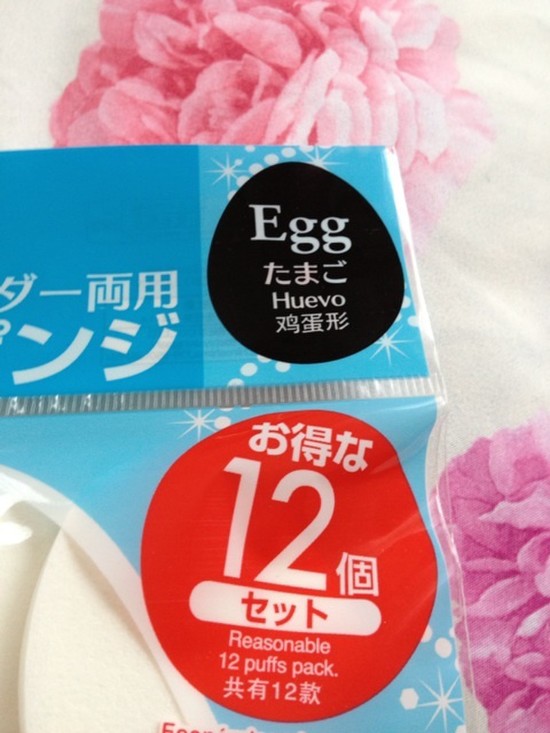 Egg
たまご
Huevo
鸡蛋形
ダー両用
ンジ
お得な
12個
セット
Reasonable
12 puffs pack.
共有12款